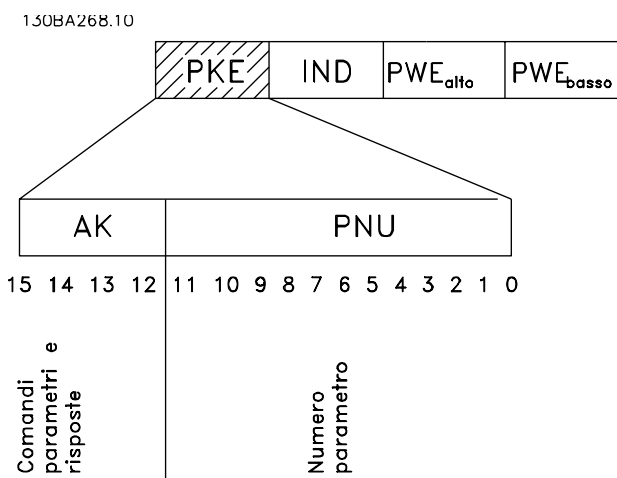 130BA268.10
PKE IND PWEalto PWEbasso
AK PNU
15 14 13 12 11 10 9 8 7 6 5 4 3 2 1 0
Comandi
parametri e
risposte
Numero
parametro